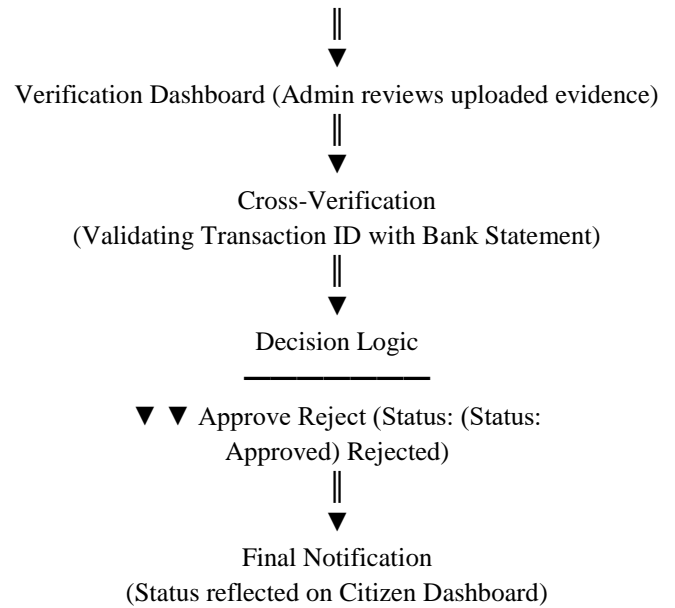 ║
▼
Verification Dashboard (Admin reviews uploaded evidence)
║
▼
Cross-Verification
(Validating Transaction ID with Bank Statement)
║
▼
Decision Logic
━━━━━━━
▼ ▼ Approve Reject (Status: (Status:
Approved) Rejected)
║
▼
Final Notification
(Status reflected on Citizen Dashboard)